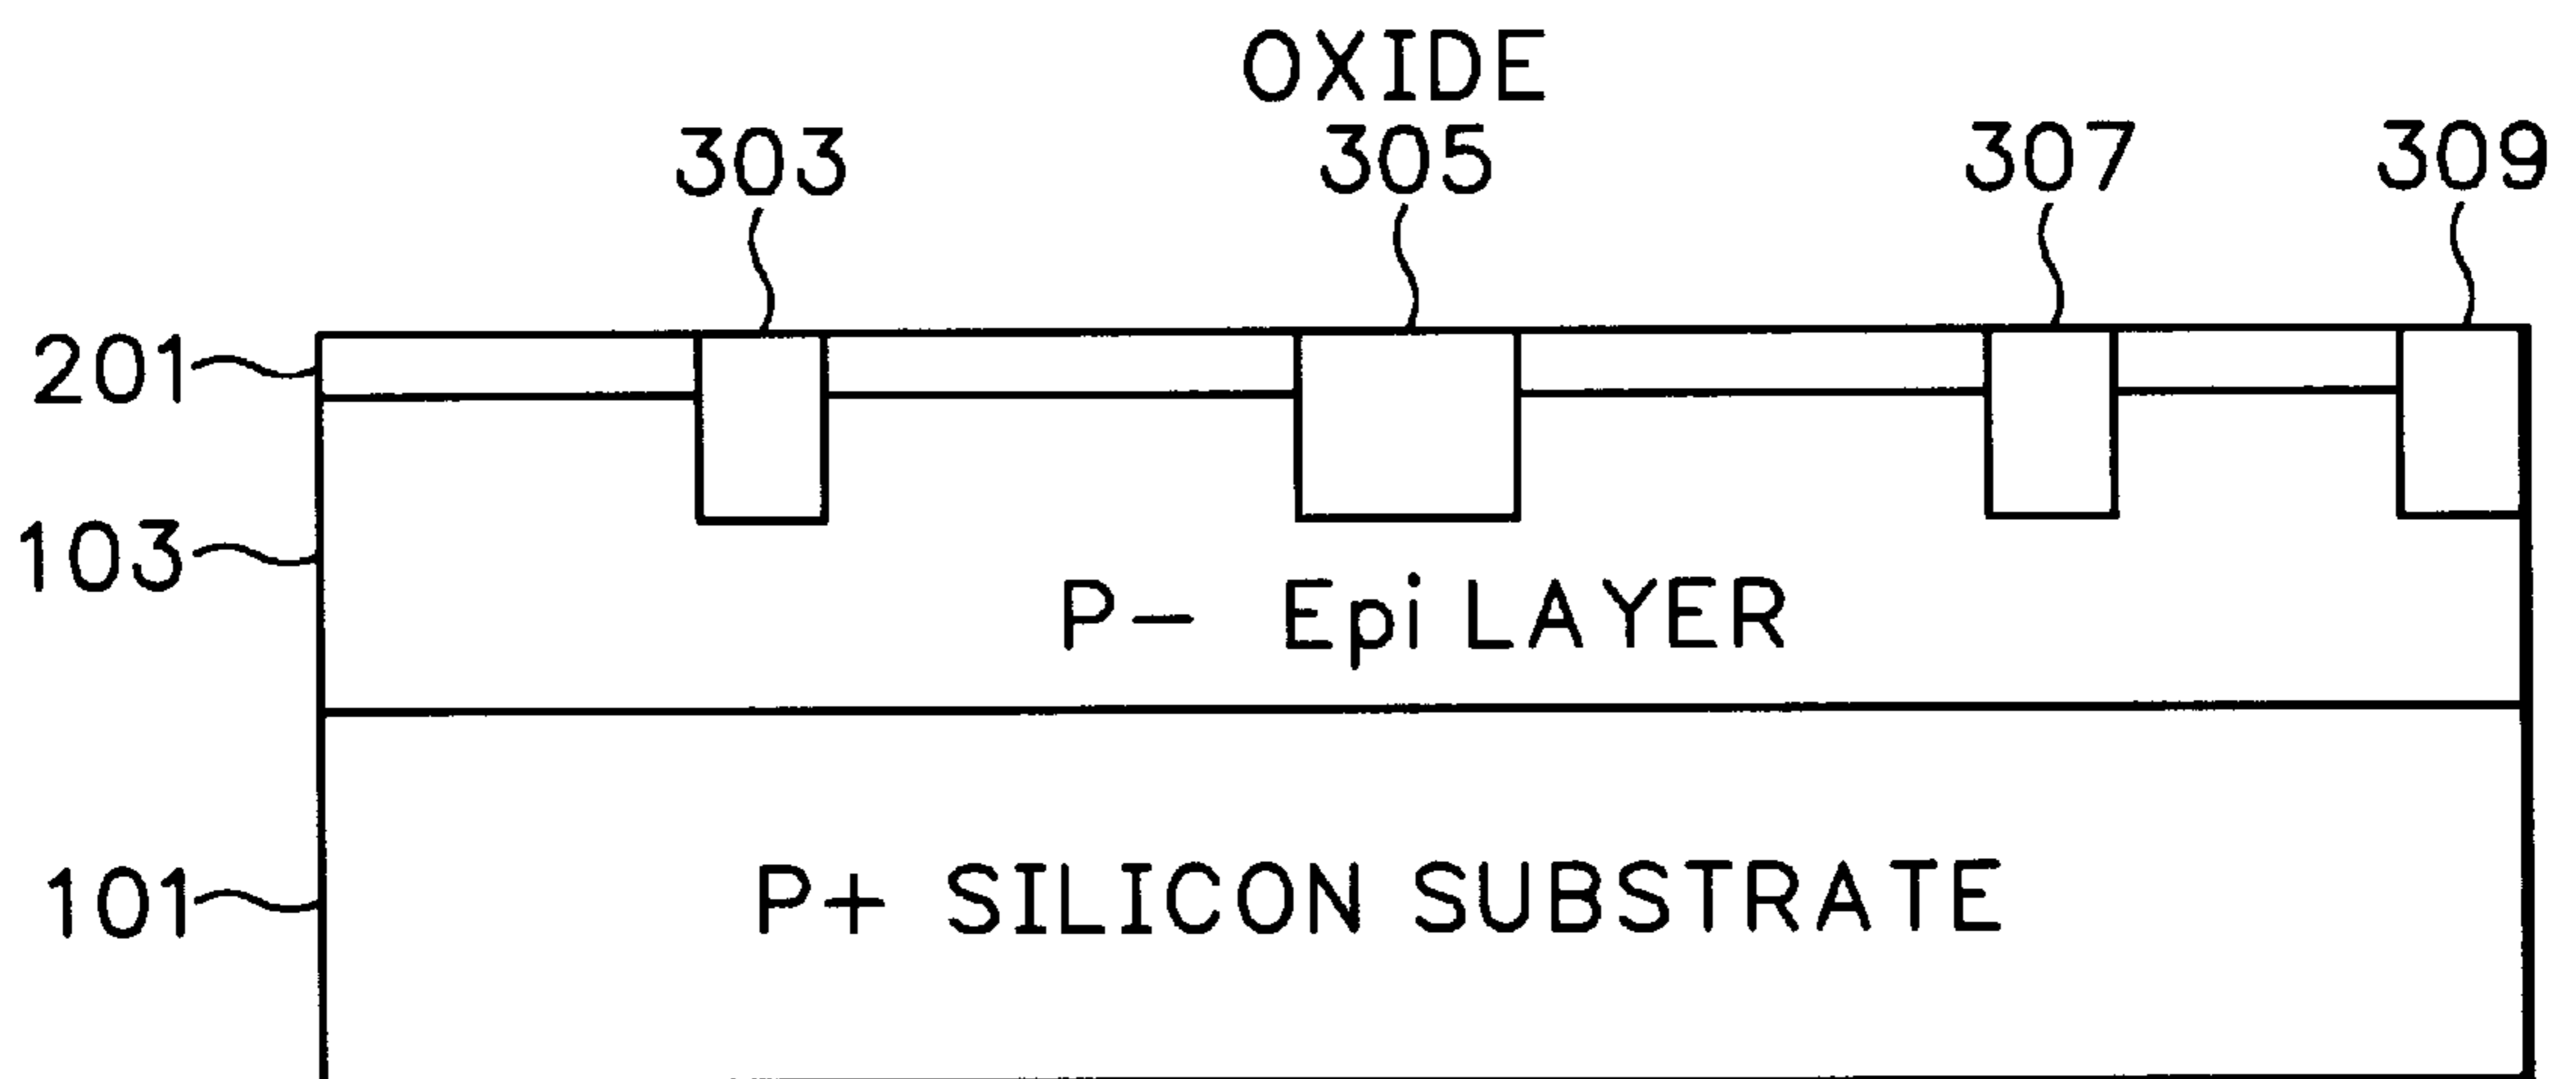 OXIDE
303 305 307 309
201
103
P- Epi LAYER
101
P+ SILICON SUBSTRATE